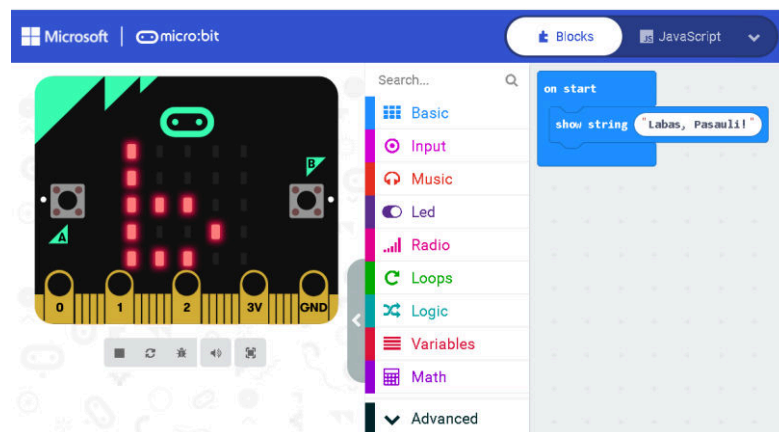 Microsoft | micro:bit
Blocks
JS JavaScript
A
B
0 1 2 3V GND
Search...
Basic
Input
Music
Led
Radio
Loops
Logic
Variables
Math
Advanced
on start
show string "Labas, Pasauli!"